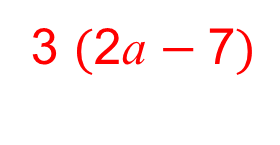 3 (2a – 7)